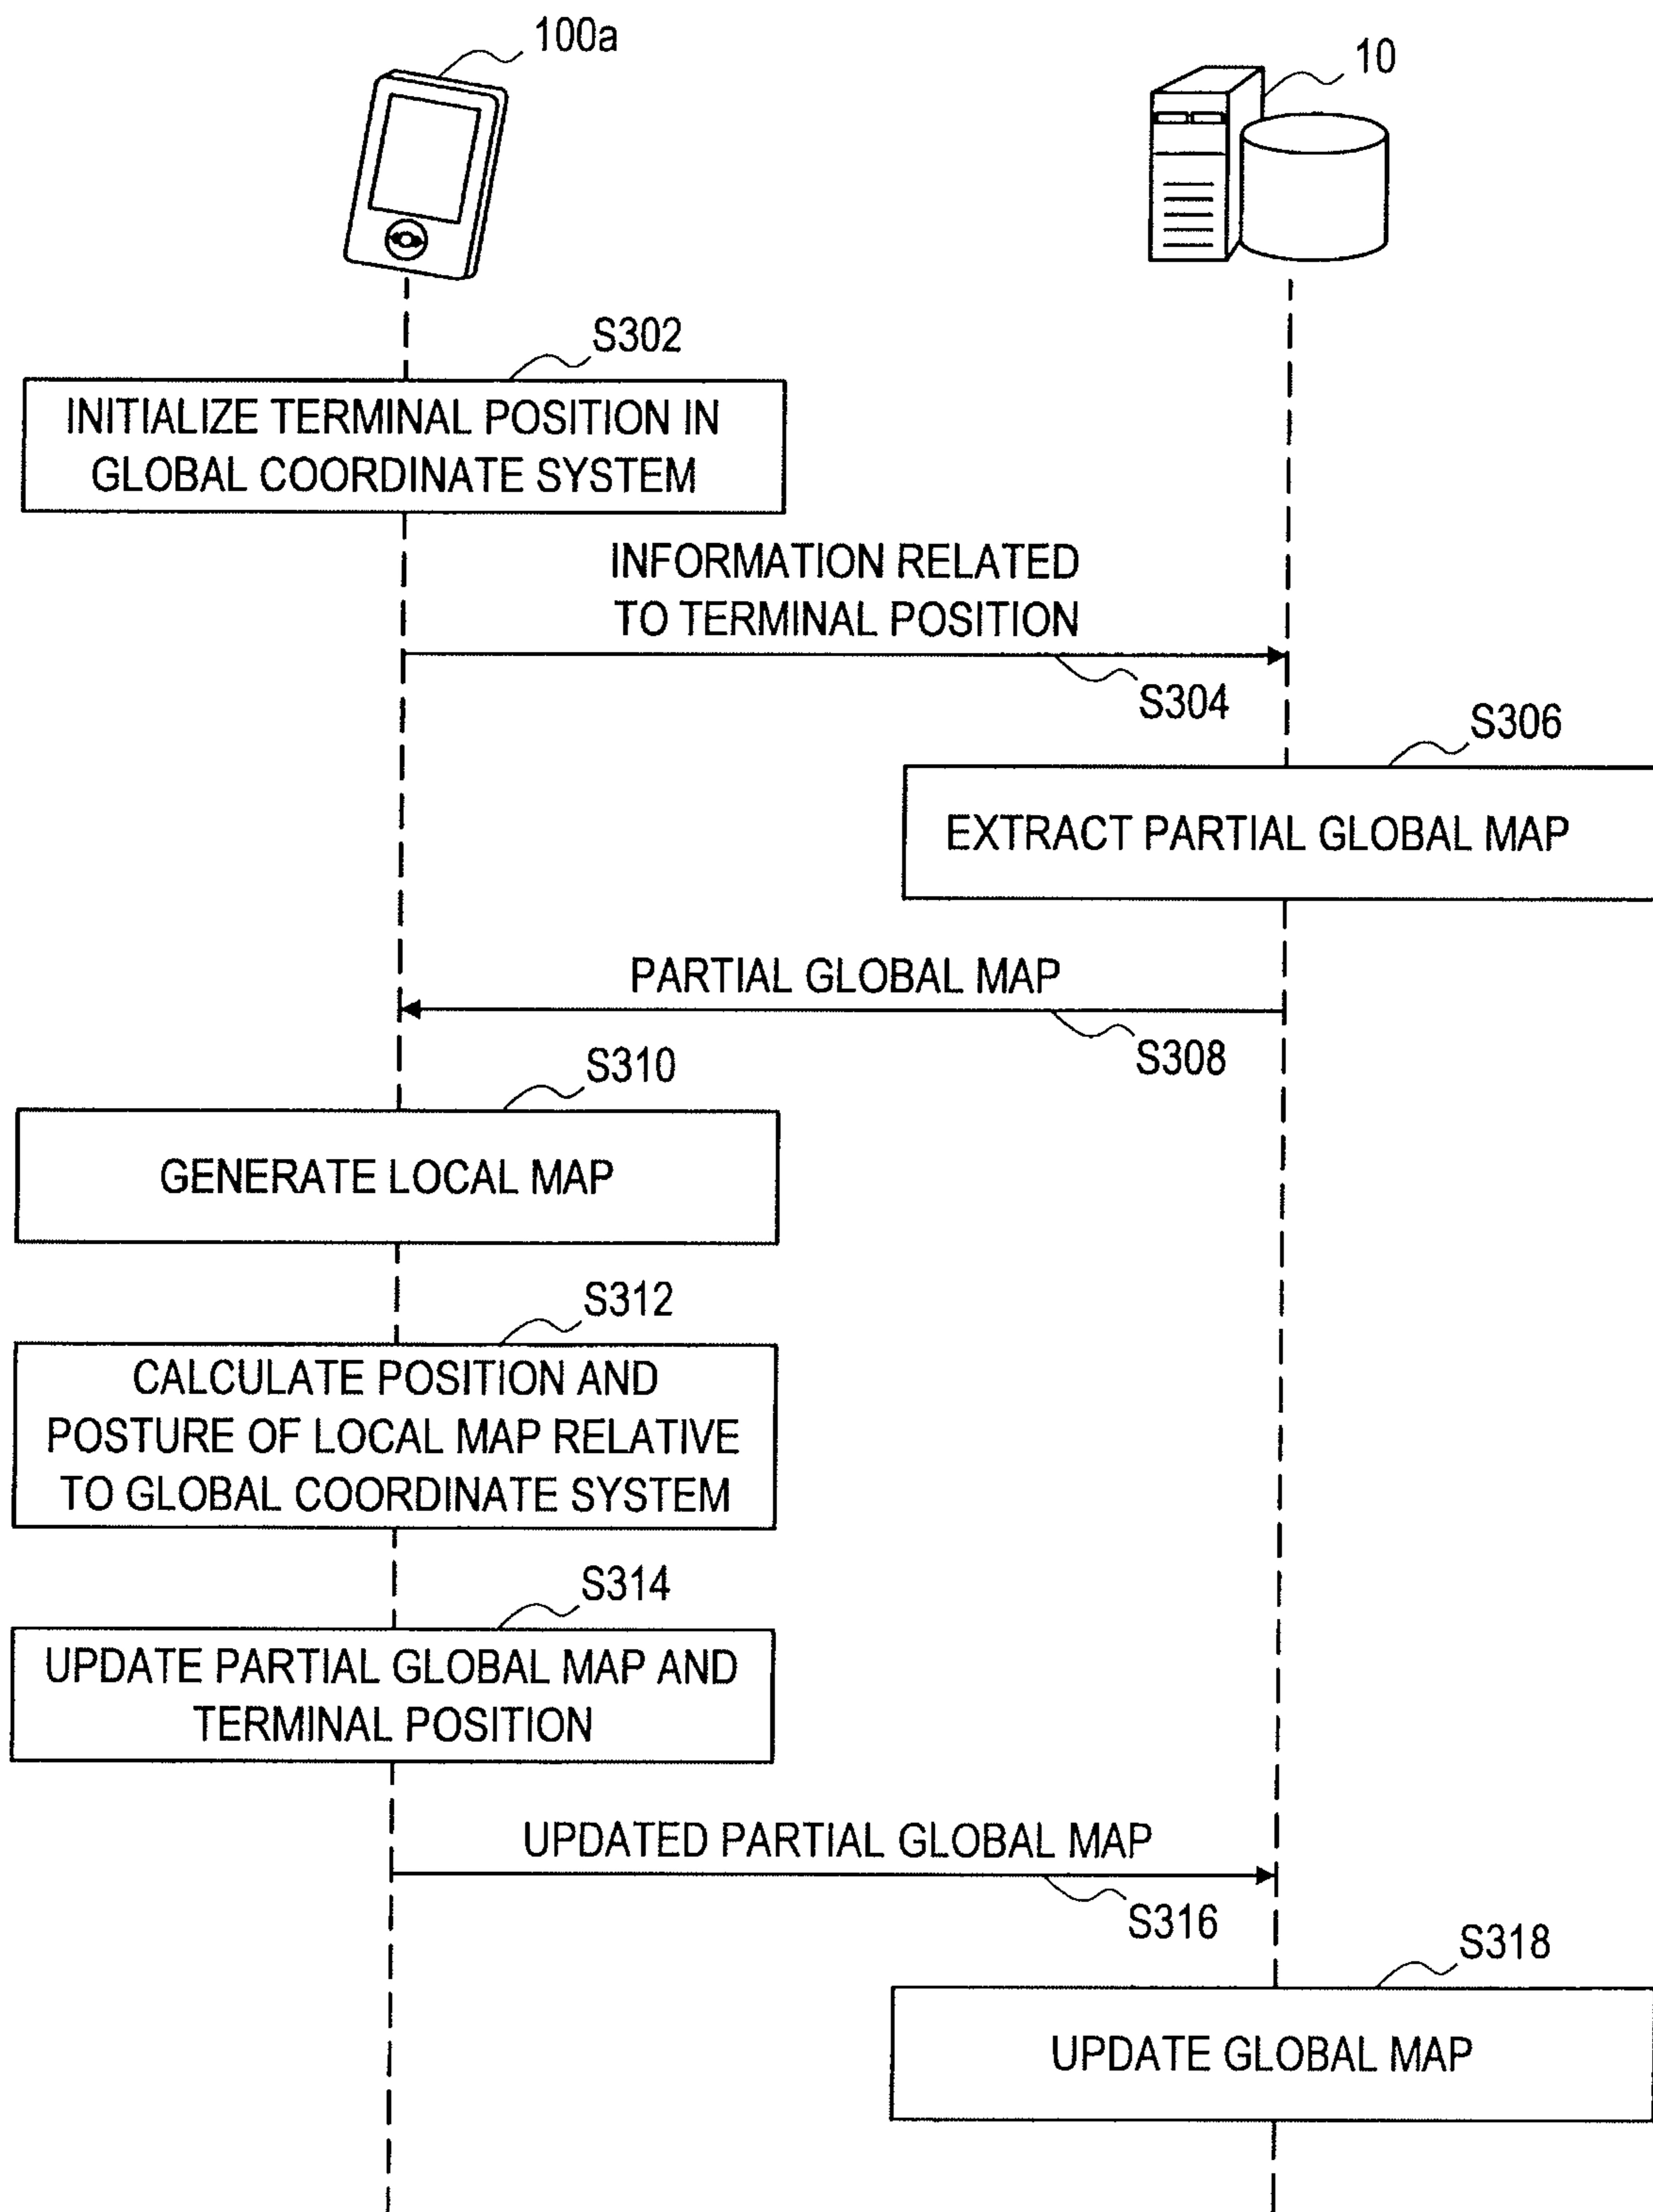 100a
10
S302
INITIALIZE TERMINAL POSITION IN
GLOBAL COORDINATE SYSTEM
INFORMATION RELATED
TO TERMINAL POSITION
S304
S306
EXTRACT PARTIAL GLOBAL MAP
PARTIAL GLOBAL MAP
S308
S310
GENERATE LOCAL MAP
S312
CALCULATE POSITION AND
POSTURE OF LOCAL MAP RELATIVE
TO GLOBAL COORDINATE SYSTEM
S314
UPDATE PARTIAL GLOBAL MAP AND
TERMINAL POSITION
UPDATED PARTIAL GLOBAL MAP
S316
S318
UPDATE GLOBAL MAP